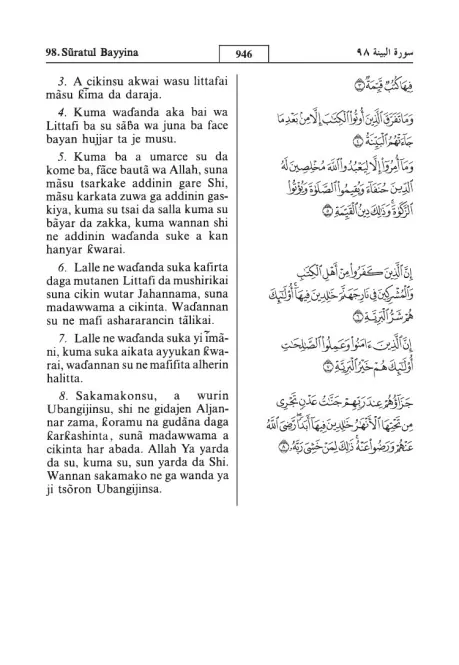 98. Sūratul Bayyina
946
سورة البينة ٩٨
3. A cikinsu akwai wasu littafai
māsu ƙīma da daraja.
4. Kuma waɗanda aka bai wa
Littafi ba su sāɓa wa juna ba face
bayan hujjar ta je musu.
5. Kuma ba a umarce su da
kome ba, fāce bautā wa Allah, suna
māsu tsarkake addinin gare Shi,
māsu karkata zuwa ga addinin gas-
kiya, kuma su tsai da salla kuma su
bāyar da zakka, kuma wannan shi
ne addinin waɗanda suke a kan
hanyar ƙwarai.
6. Lalle ne waɗanda suka kafirta
daga mutanen Littafi da mushirikai
suna cikin wutar Jahannama, suna
madawwama a cikinta. Waɗannan
su ne mafi ashararancin tālikai.
7. Lalle ne waɗanda suka yi īmā-
ni, kuma suka aikata ayyukan ƙwa-
rai, waɗannan su ne mafifita alherin
halitta.
8. Sakamakonsu, a wurin
Ubangijinsu, shi ne gidajen Aljan-
nar zama, ƙoramu na gudāna daga
ƙarƙashinta, sunā madawwama a
cikinta har abada. Allah Ya yarda
da su, kuma su, sun yarda da Shi.
Wannan sakamako ne ga wanda ya
ji tsōron Ubangijinsa.
فِيهَا كُتُبٌ قَيِّمَةٌ ۝٣
وَمَا تَفَرَّقَ الَّذِينَ أُوتُوا الْكِتَابَ إِلَّا مِنْ بَعْدِ مَا
جَاءَتْهُمُ الْبَيِّنَةُ ۝٤
وَمَا أُمِرُوا إِلَّا لِيَعْبُدُوا اللَّهَ مُخْلِصِينَ لَهُ
الدِّينَ حُنَفَاءَ وَيُقِيمُوا الصَّلَوٰةَ وَيُؤْتُوا
الزَّكَوٰةَ وَذَٰلِكَ دِينُ الْقَيِّمَةِ ۝٥
إِنَّ الَّذِينَ كَفَرُوا مِنْ أَهْلِ الْكِتَابِ
وَالْمُشْرِكِينَ فِي نَارِ جَهَنَّمَ خَالِدِينَ فِيهَا أُولَٰئِكَ
هُمْ شَرُّ الْبَرِيَّةِ ۝٦
إِنَّ الَّذِينَ ءَامَنُوا وَعَمِلُوا الصَّالِحَاتِ
أُولَٰئِكَ هُمْ خَيْرُ الْبَرِيَّةِ ۝٧
جَزَاؤُهُمْ عِنْدَ رَبِّهِمْ جَنَّاتُ عَدْنٍ تَجْرِي
مِنْ تَحْتِهَا الْأَنْهَارُ خَالِدِينَ فِيهَا أَبَدًا رَضِيَ اللَّهُ
عَنْهُمْ وَرَضُوا عَنْهُ ذَٰلِكَ لِمَنْ خَشِيَ رَبَّهُ ۝٨